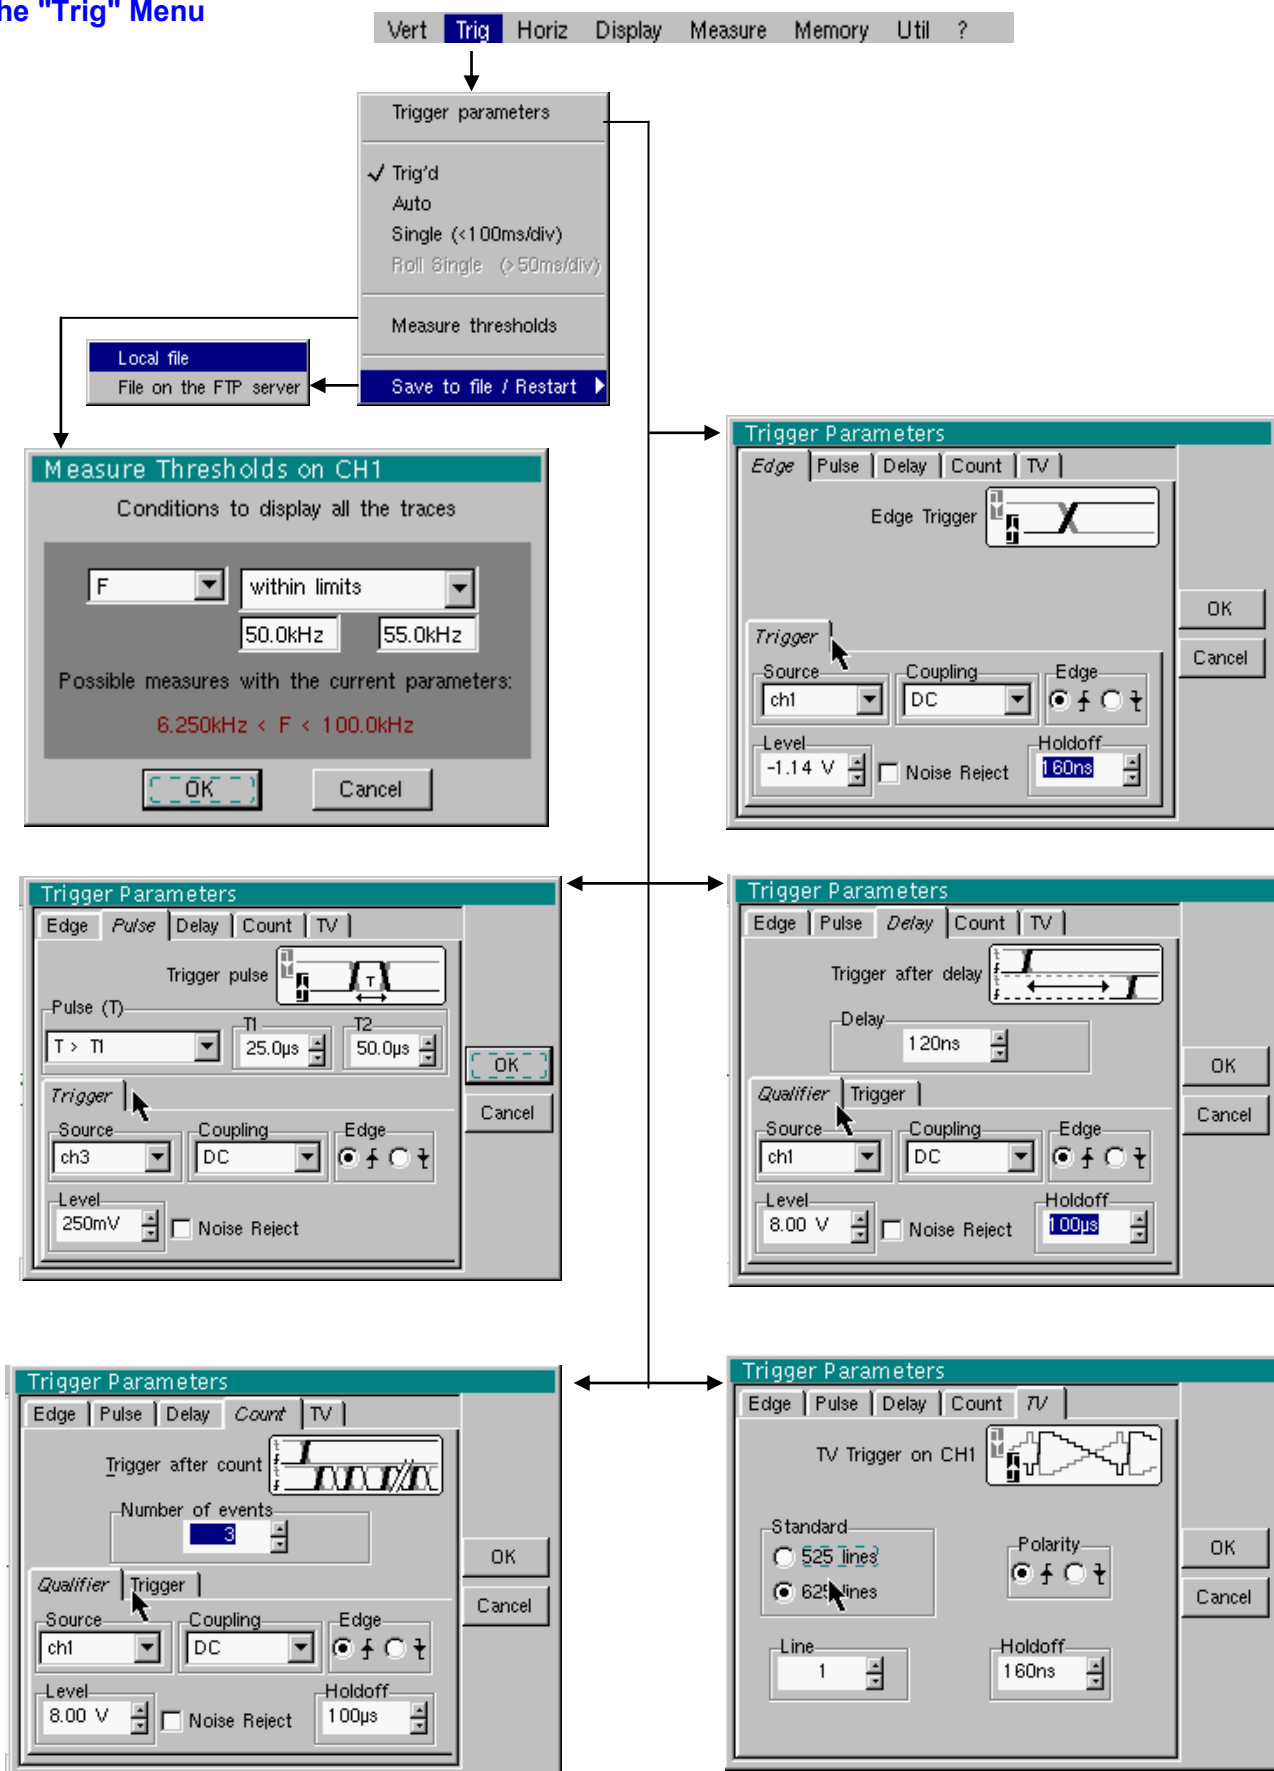 he "Trig" Menu
Vert Trig Horiz Display Measure Memory Util ?
Trigger parameters
Trig'd
Auto
Single (<100ms/div)
Roll Single (>50ms/div)
Measure thresholds
Save to file / Restart
Local file
File on the FTP server
Measure Thresholds on CH1
Conditions to display all the traces
F within limits
50.0kHz 55.0kHz
Possible measures with the current parameters:
6.250kHz < F < 100.0kHz
OK Cancel
Trigger Parameters
Edge Pulse Delay Count TV
Edge Trigger
OK
Cancel
Trigger
Source Coupling Edge
ch1 DC
Level Holdoff
-1.14 V Noise Reject 160ns
Trigger Parameters
Edge Pulse Delay Count TV
Trigger pulse T
Pulse (T)
T1 T2
T > T1 25.0µs 50.0µs
OK
Cancel
Trigger
Source Coupling Edge
ch3 DC
Level
250mV Noise Reject
Trigger Parameters
Edge Pulse Delay Count TV
Trigger after delay
Delay
120ns
OK
Cancel
Qualifier Trigger
Source Coupling Edge
ch1 DC
Level Holdoff
8.00 V Noise Reject 100µs
Trigger Parameters
Edge Pulse Delay Count TV
Trigger after count
Number of events
3
OK
Cancel
Qualifier Trigger
Source Coupling Edge
ch1 DC
Level Holdoff
8.00 V Noise Reject 100µs
Trigger Parameters
Edge Pulse Delay Count TV
TV Trigger on CH1
Standard Polarity
525 lines
625 lines
OK
Cancel
Line Holdoff
1 160ns